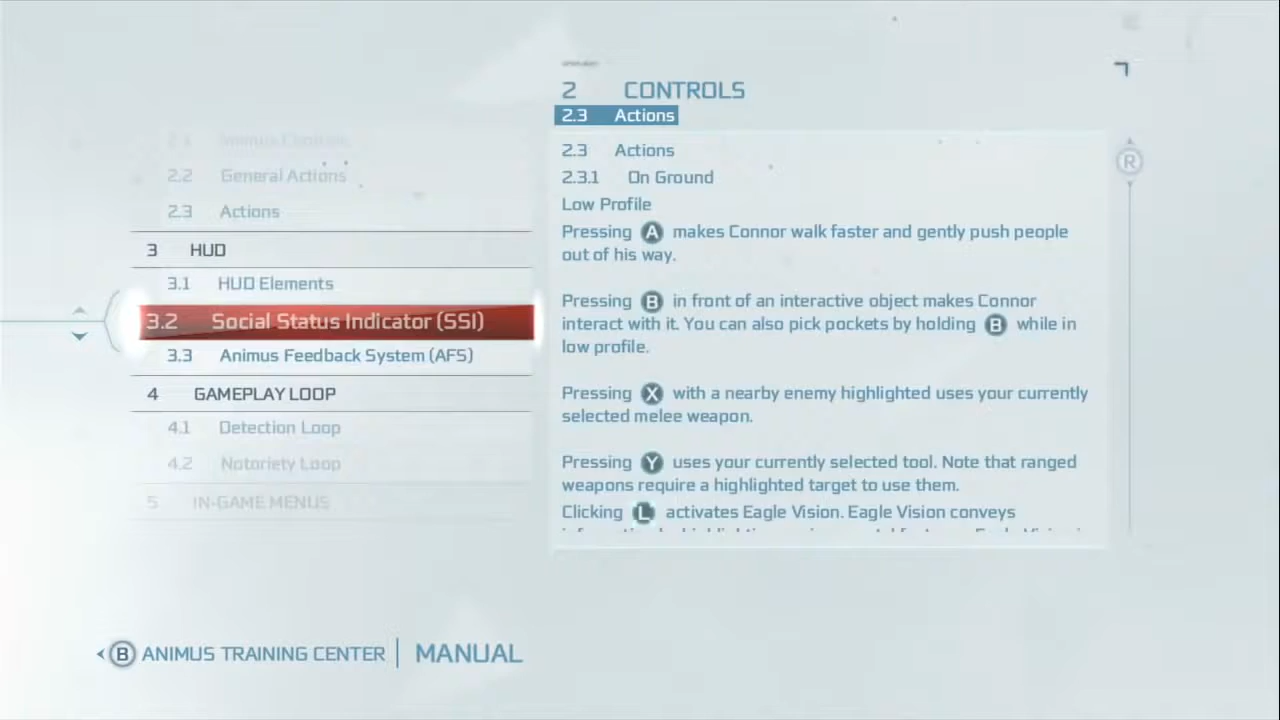 2.2 General Actions
2.3 Actions
3 HUD
3.1 HUD Elements
3.2 Social Status Indicator (SSI)
3.3 Animus Feedback System (AFS)
4 GAMEPLAY LOOP
4.1 Detection Loop
4.2 Notoriety Loop
5 IN-GAME MENUS
2 CONTROLS
2.3 Actions
2.3 Actions
2.3.1 On Ground
Low Profile
Pressing A makes Connor walk faster and gently push people
out of his way.
Pressing B in front of an interactive object makes Connor
interact with it. You can also pick pockets by holding B while in
low profile.
Pressing X with a nearby enemy highlighted uses your currently
selected melee weapon.
Pressing Y uses your currently selected tool. Note that ranged
weapons require a highlighted target to use them.
Clicking L activates Eagle Vision. Eagle Vision conveys
R
B ANIMUS TRAINING CENTER | MANUAL